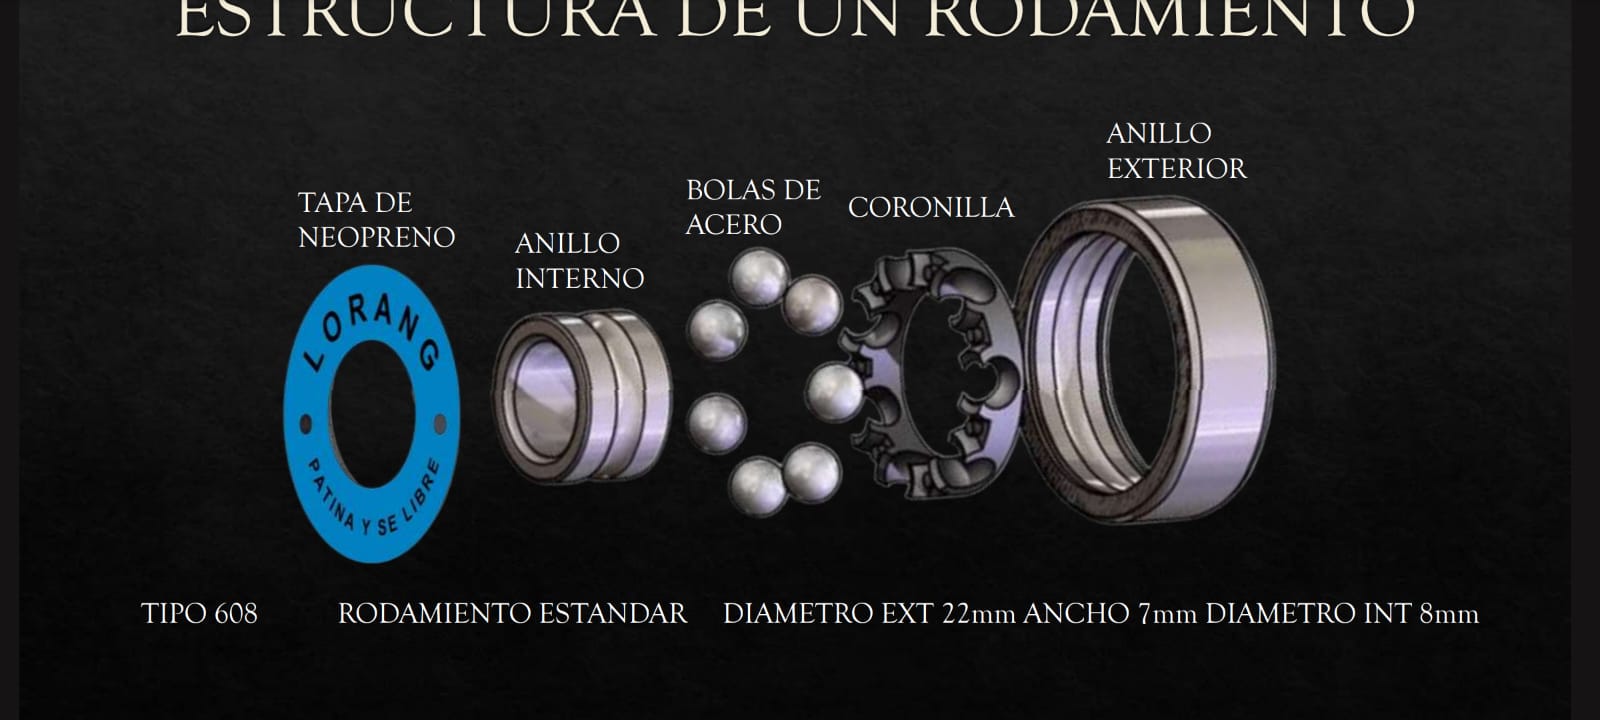 ESTRUCTURA DE UN RODAMIENTO
ANILLO
EXTERIOR
BOLAS DE
ACERO
CORONILLA
TAPA DE
NEOPRENO
ANILLO
INTERNO
LORANG
PATINA Y SE LIBRE
TIPO 608
RODAMIENTO ESTANDAR
DIAMETRO EXT 22mm ANCHO 7mm DIAMETRO INT 8mm